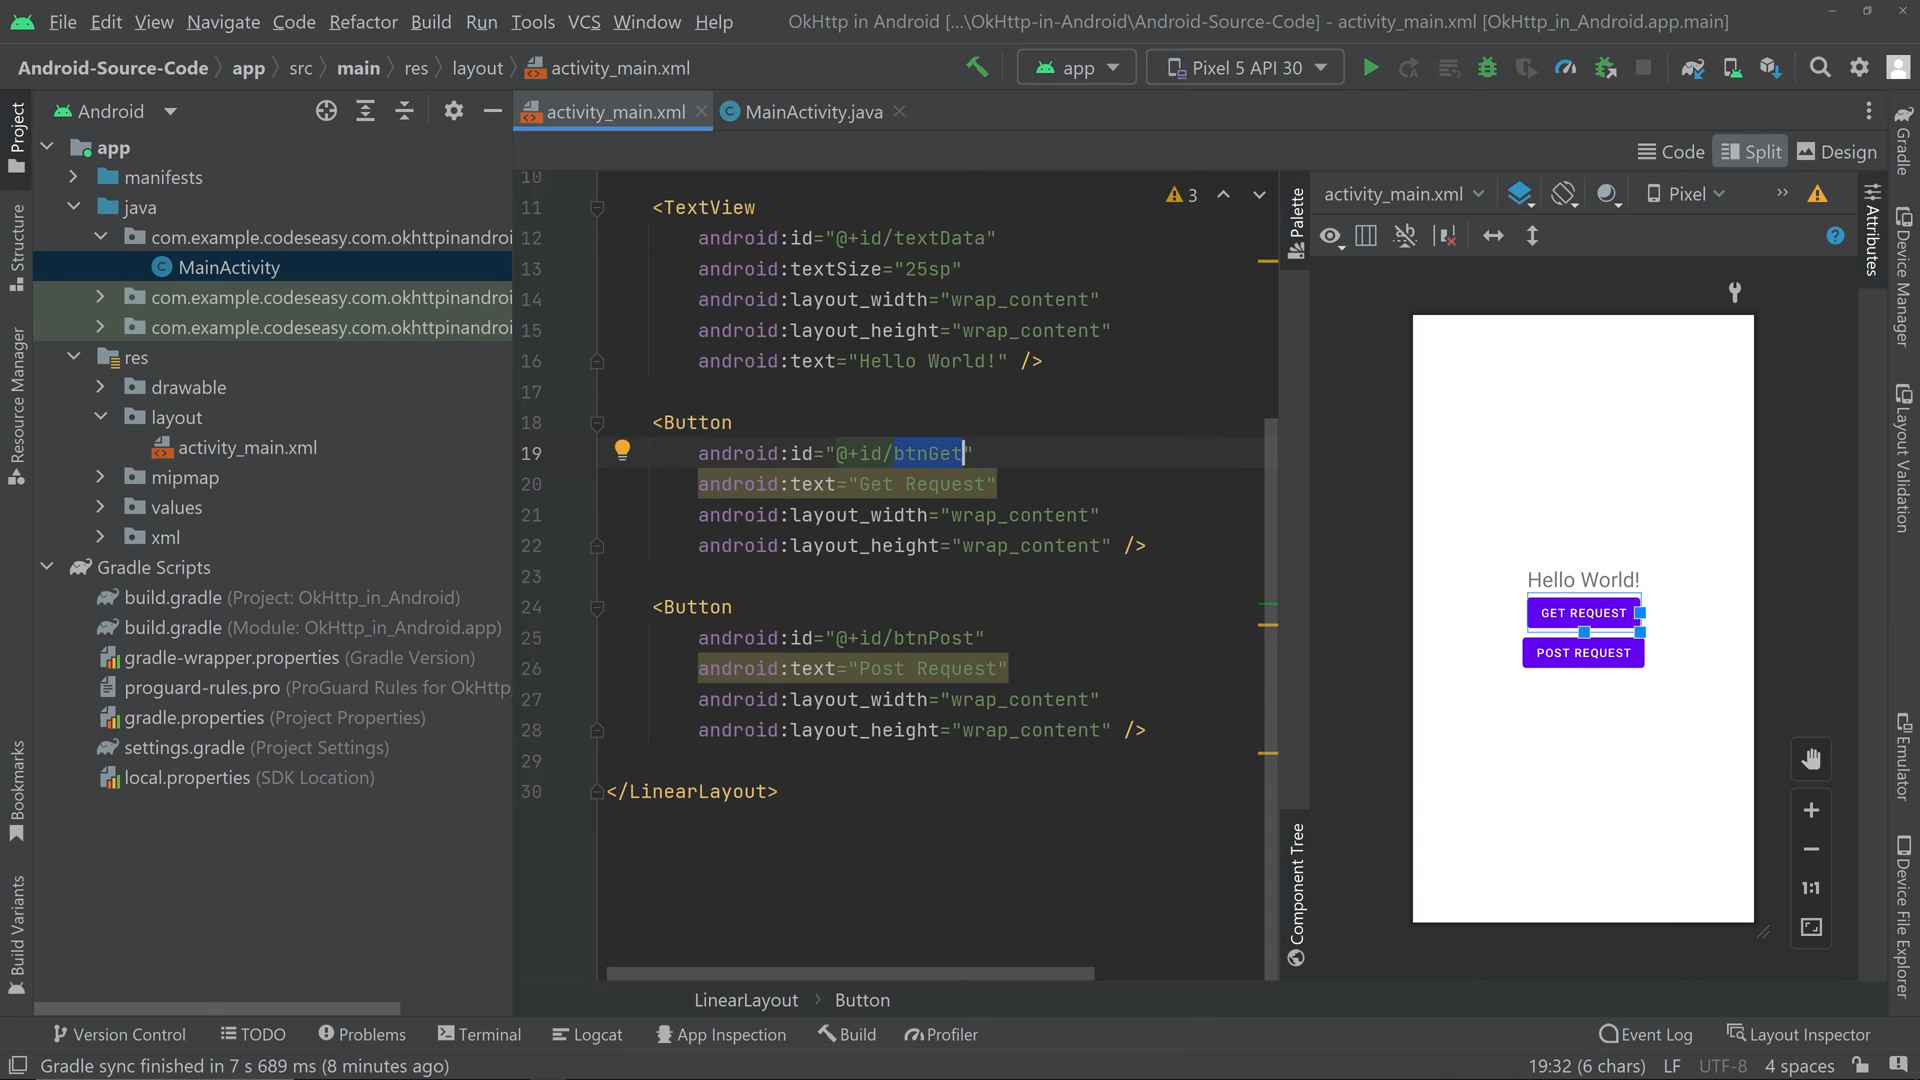 File Edit View Navigate Code Refactor Build Run Tools VCS Window Help OkHttp in Android [...\OkHttp-in-Android\Android-Source-Code] - activity_main.xml [OkHttp_in_Android.app.main]
Android-Source-Code app src main res layout activity_main.xml app Pixel 5 API 30
Project
Android
activity_main.xml MainActivity.java
Code Split Design
app
manifests
java
com.example.codeseasy.com.okhttpinandroi
MainActivity
com.example.codeseasy.com.okhttpinandroi
com.example.codeseasy.com.okhttpinandroi
res
drawable
layout
activity_main.xml
mipmap
values
xml
Gradle Scripts
build.gradle (Project: OkHttp_in_Android)
build.gradle (Module: OkHttp_in_Android.app)
gradle-wrapper.properties (Gradle Version)
proguard-rules.pro (ProGuard Rules for OkHttp_
gradle.properties (Project Properties)
settings.gradle (Project Settings)
local.properties (SDK Location)
Structure
Resource Manager
Bookmarks
Build Variants
10
11 <TextView
12 android:id="@+id/textData"
13 android:textSize="25sp"
14 android:layout_width="wrap_content"
15 android:layout_height="wrap_content"
16 android:text="Hello World!" />
17
18 <Button
19 android:id="@+id/btnGet"
20 android:text="Get Request"
21 android:layout_width="wrap_content"
22 android:layout_height="wrap_content" />
23
24 <Button
25 android:id="@+id/btnPost"
26 android:text="Post Request"
27 android:layout_width="wrap_content"
28 android:layout_height="wrap_content" />
29
30 </LinearLayout>
3
LinearLayout Button
Palette
Component Tree
activity_main.xml Pixel
Hello World!
GET REQUEST
POST REQUEST
1:1
Attributes
Gradle
Device Manager
Layout Validation
Emulator
Device File Explorer
Version Control TODO Problems Terminal Logcat App Inspection Build Profiler Event Log Layout Inspector
Gradle sync finished in 7 s 689 ms (8 minutes ago) 19:32 (6 chars) LF UTF-8 4 spaces